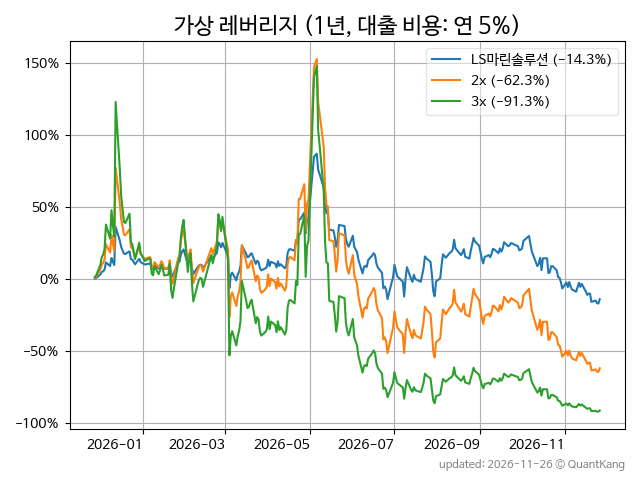 가상 레버리지 (1년, 대출 비용: 연 5%)
LS마린솔루션 (−14.3%)
2x (−62.3%)
3x (−91.3%)
150%
100%
50%
0%
−50%
−100%
2026-01 2026-03 2026-05 2026-07 2026-09 2026-11
updated: 2026-11-26 © QuantKang